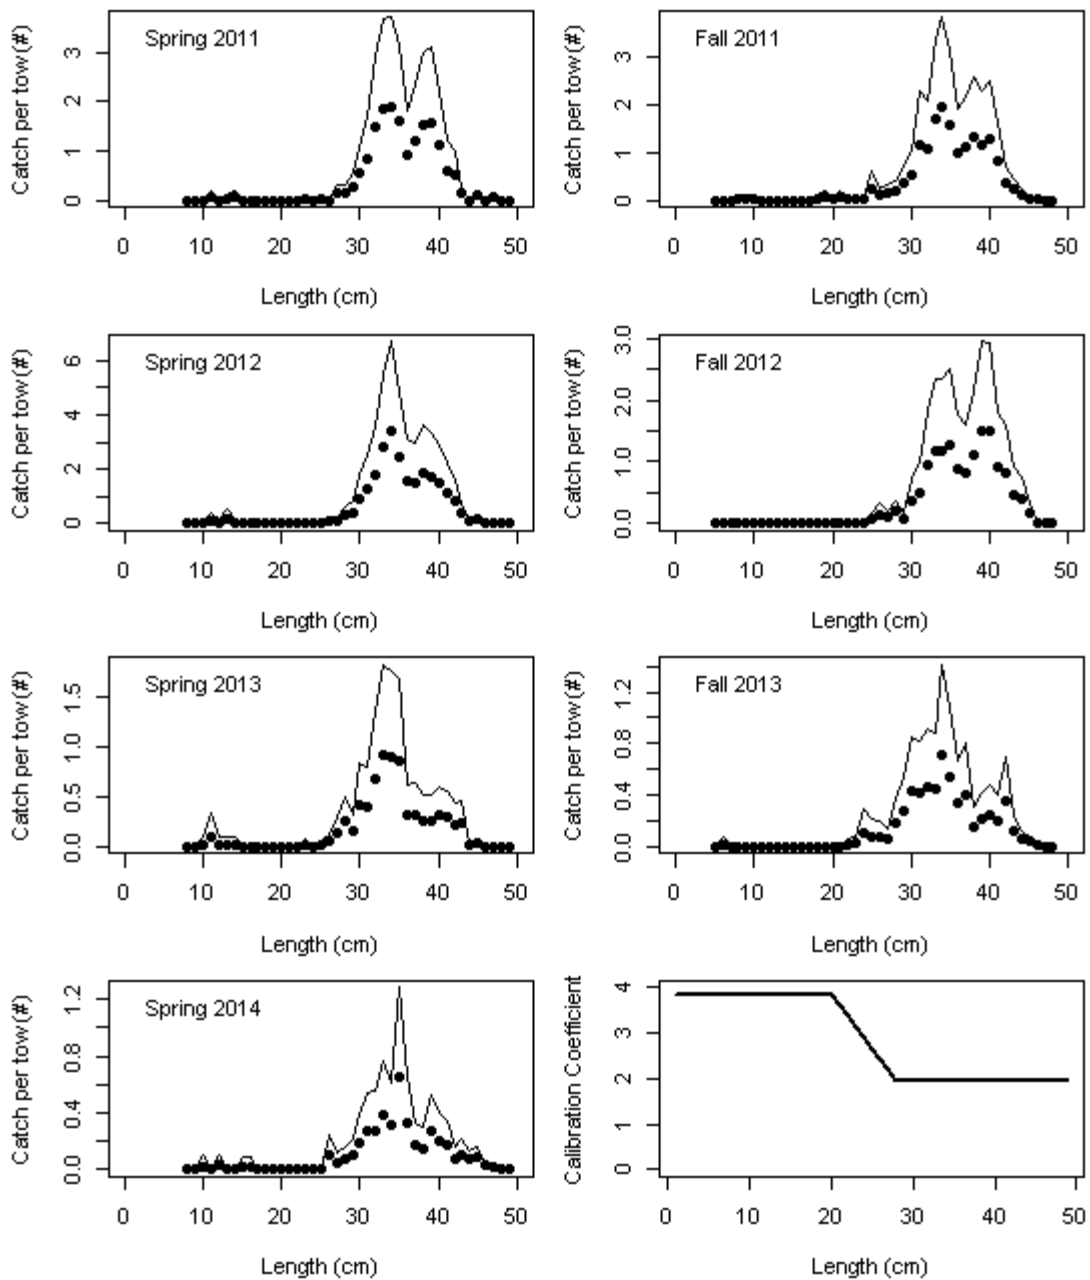 Spring 2011
Catch per tow (#)
0 1 2 3
0 10 20 30 40 50
Length (cm)
Fall 2011
Catch per tow (#)
0 1 2 3
0 10 20 30 40 50
Length (cm)
Spring 2012
Catch per tow (#)
0 2 4 6
0 10 20 30 40 50
Length (cm)
Fall 2012
Catch per tow (#)
0.0 1.0 2.0 3.0
0 10 20 30 40 50
Length (cm)
Spring 2013
Catch per tow (#)
0.0 0.5 1.0 1.5
0 10 20 30 40 50
Length (cm)
Fall 2013
Catch per tow (#)
0.0 0.4 0.8 1.2
0 10 20 30 40 50
Length (cm)
Spring 2014
Catch per tow (#)
0.0 0.4 0.8 1.2
0 10 20 30 40 50
Length (cm)
Calibration Coefficient
0 1 2 3 4
0 10 20 30 40 50
Length (cm)